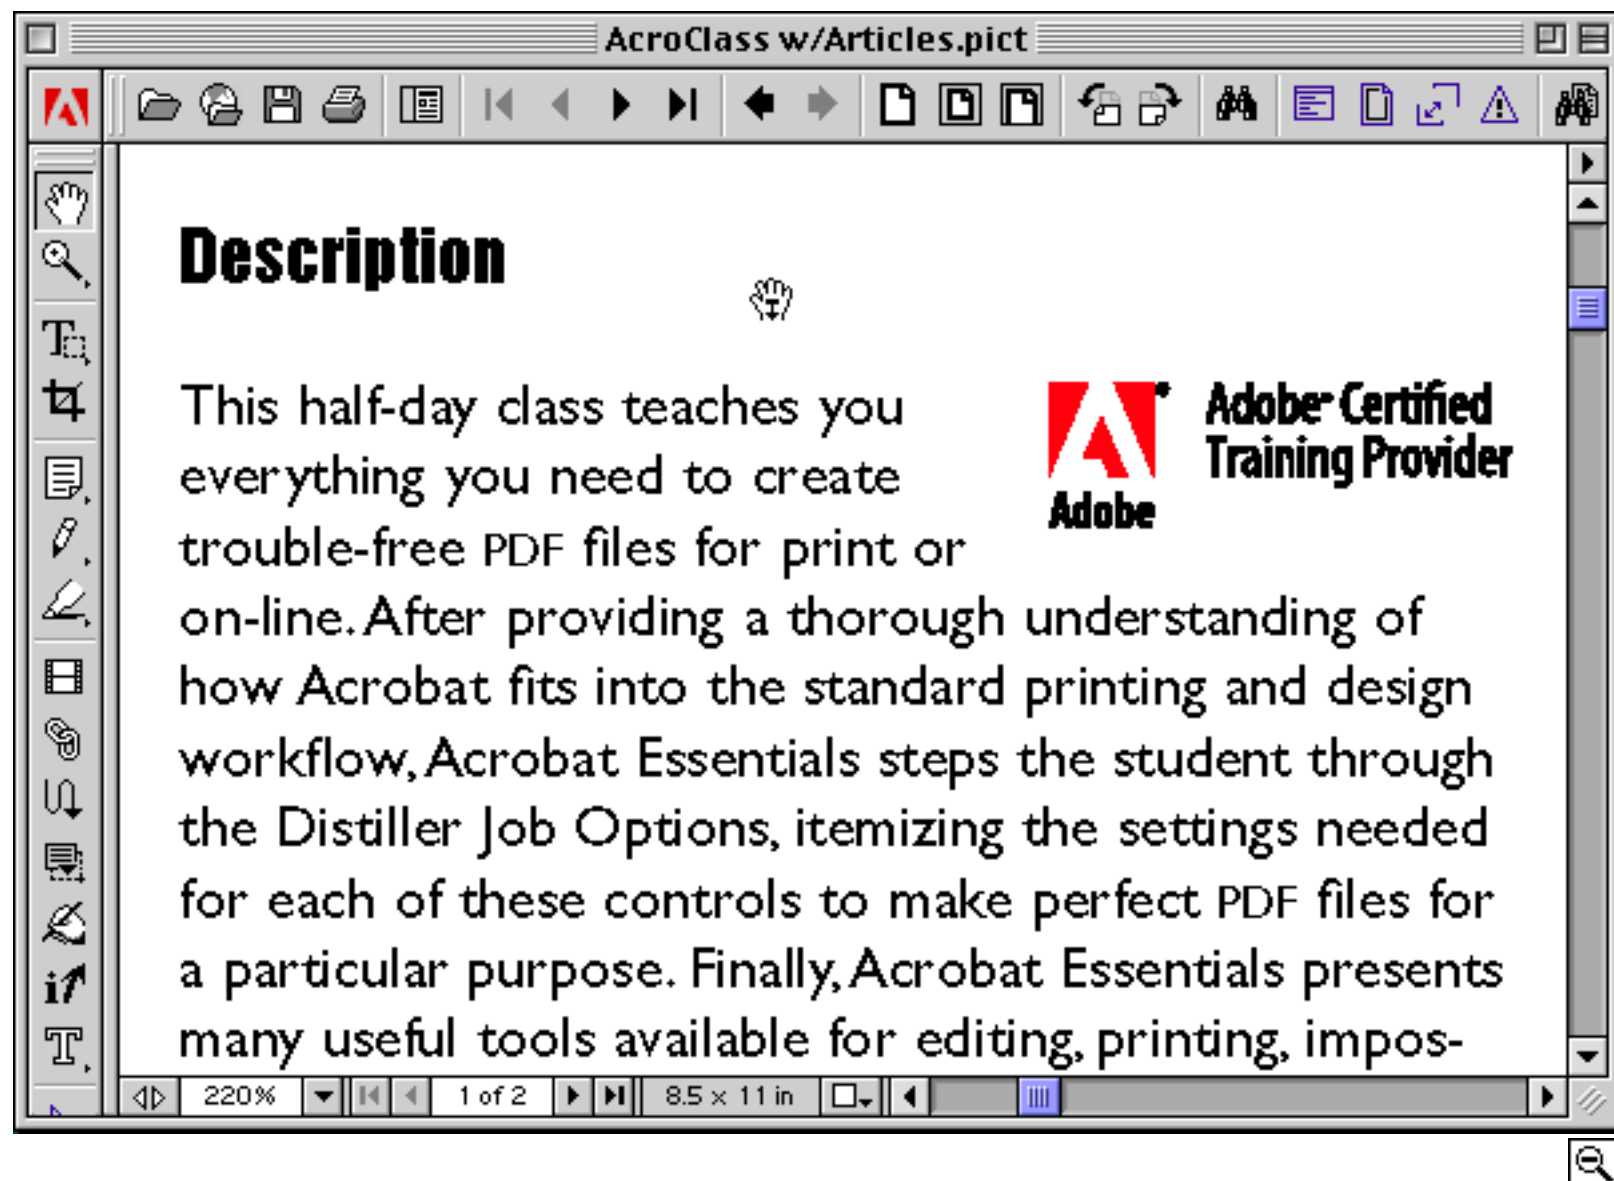 AcroClass w/Articles.pict
Description
This half-day class teaches you
everything you need to create
trouble-free PDF files for print or
on-line. After providing a thorough understanding of
how Acrobat fits into the standard printing and design
workflow, Acrobat Essentials steps the student through
the Distiller Job Options, itemizing the settings needed
for each of these controls to make perfect PDF files for
a particular purpose. Finally, Acrobat Essentials presents
many useful tools available for editing, printing, impos-
Adobe
Adobe Certified
Training Provider
220%
1 of 2
8.5 x 11 in